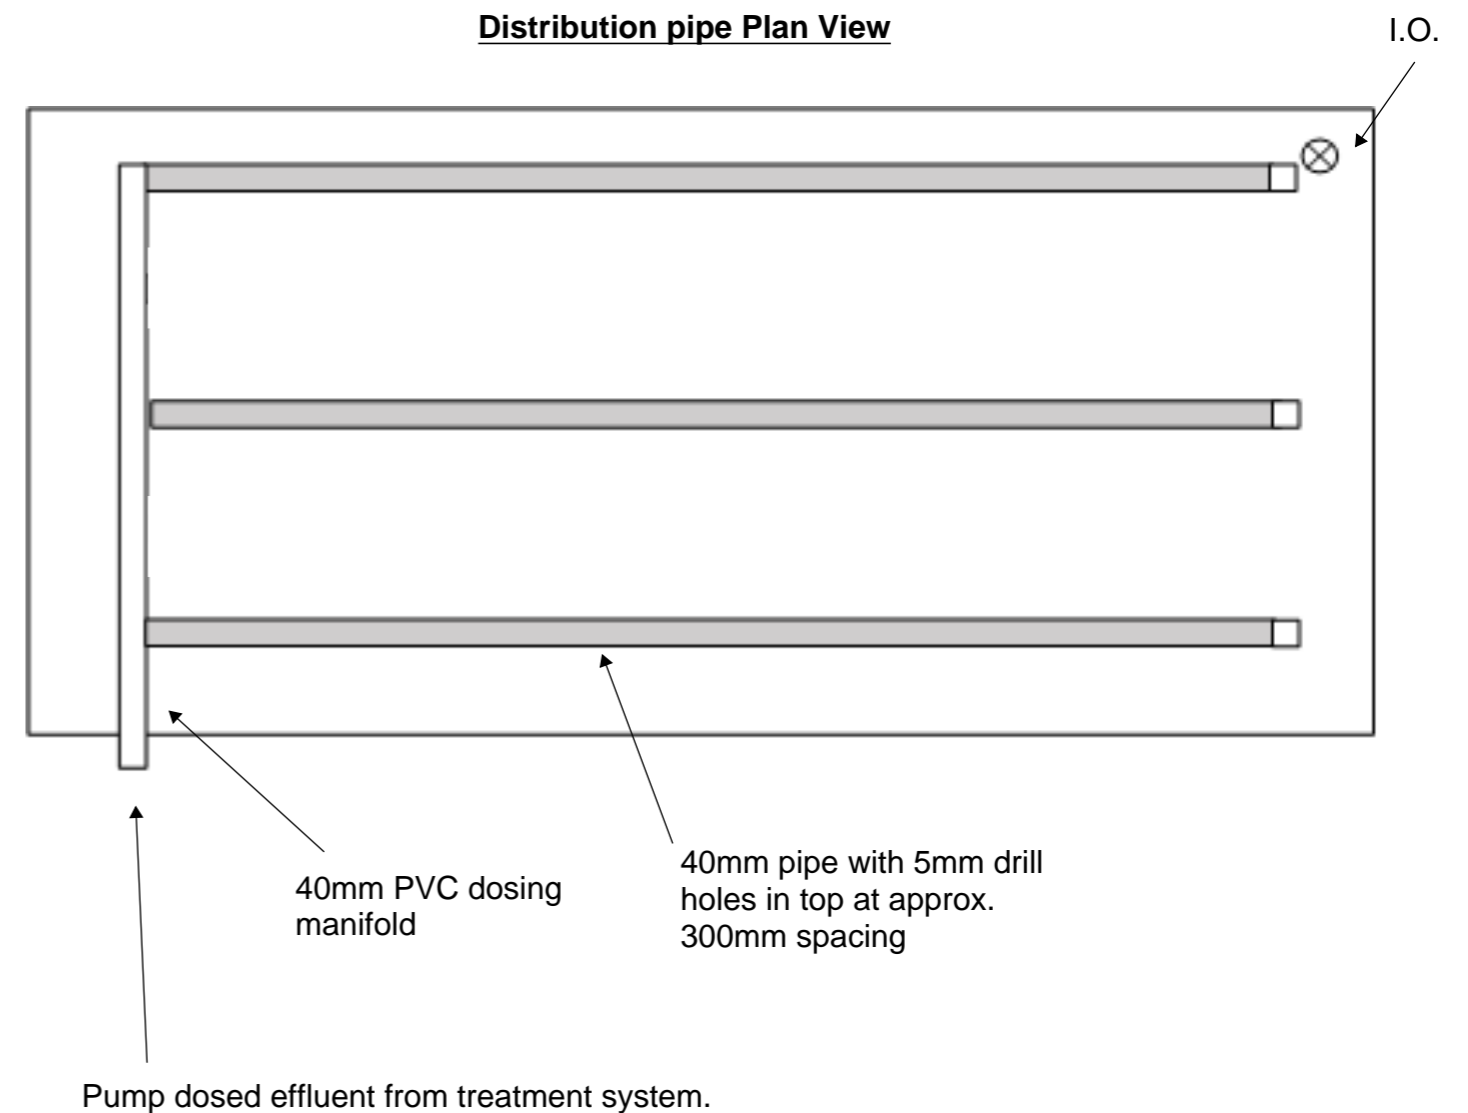 Distribution pipe Plan View
I.O.
40mm PVC dosing
manifold
40mm pipe with 5mm drill
holes in top at approx.
300mm spacing
Pump dosed effluent from treatment system.